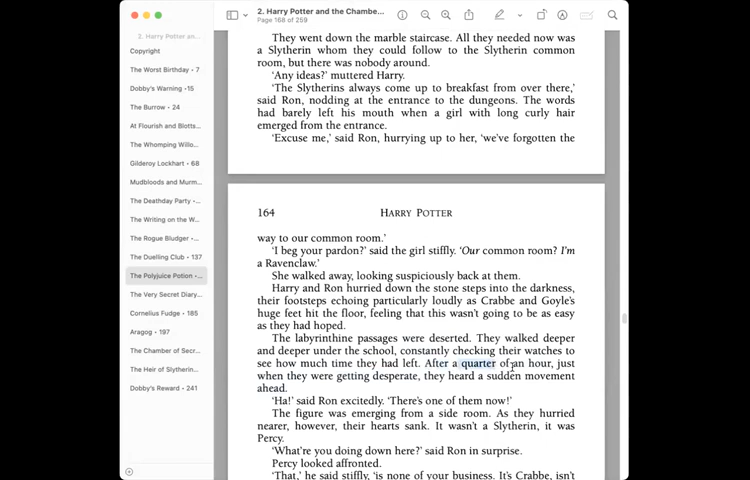 2. Harry Potter and the Chambe...
Page 168 of 259
2. Harry Potter an...
Copyright
The Worst Birthday • 7
Dobby's Warning •15
The Burrow • 24
At Flourish and Blotts...
The Whomping Willo...
Gilderoy Lockhart • 68
Mudbloods and Murm...
The Deathday Party •...
The Writing on the W...
The Rogue Bludger •...
The Duelling Club • 137
The Polyjuice Potion •...
The Very Secret Diary...
Cornelius Fudge • 185
Aragog • 197
The Chamber of Secr...
The Heir of Slytherin...
Dobby's Reward • 241
They went down the marble staircase. All they needed now was
a Slytherin whom they could follow to the Slytherin common
room, but there was nobody around.
'Any ideas?' muttered Harry.
'The Slytherins always come up to breakfast from over there,'
said Ron, nodding at the entrance to the dungeons. The words
had barely left his mouth when a girl with long curly hair
emerged from the entrance.
'Excuse me,' said Ron, hurrying up to her, 'we've forgotten the
164 HARRY POTTER
way to our common room.'
'I beg your pardon?' said the girl stiffly. 'Our common room? I'm
a Ravenclaw.'
She walked away, looking suspiciously back at them.
Harry and Ron hurried down the stone steps into the darkness,
their footsteps echoing particularly loudly as Crabbe and Goyle's
huge feet hit the floor, feeling that this wasn't going to be as easy
as they had hoped.
The labyrinthine passages were deserted. They walked deeper
and deeper under the school, constantly checking their watches to
see how much time they had left. After a quarter of an hour, just
when they were getting desperate, they heard a sudden movement
ahead.
'Ha!' said Ron excitedly. 'There's one of them now!'
The figure was emerging from a side room. As they hurried
nearer, however, their hearts sank. It wasn't a Slytherin, it was
Percy.
'What're you doing down here?' said Ron in surprise.
Percy looked affronted.
'That,' he said stiffly, 'is none of your business. It's Crabbe, isn't